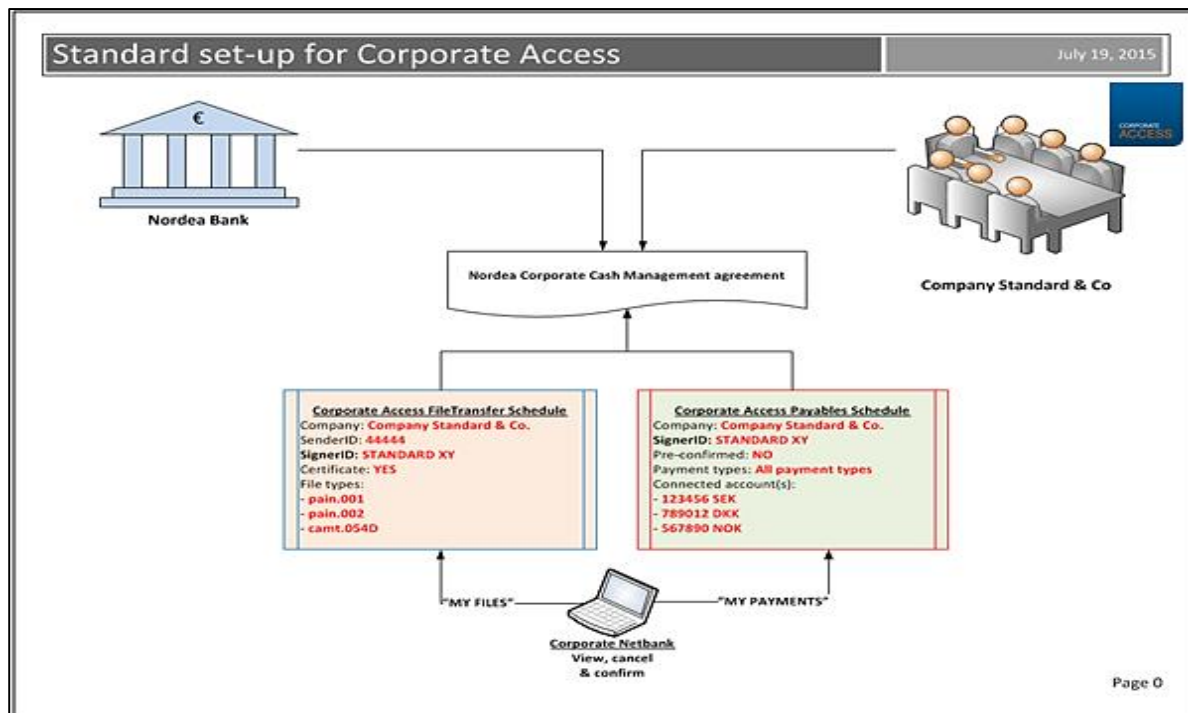 Standard set-up for Corporate Access
July 19, 2015
€
CORPORATE
ACCESS
Nordea Bank
Company Standard & Co
Nordea Corporate Cash Management agreement
Corporate Access FileTransfer Schedule
Company: Company Standard & Co.
SenderID: 44444
SignerID: STANDARD XY
Certificate: YES
File types:
- pain.001
- pain.002
- camt.054D
Corporate Access Payables Schedule
Company: Company Standard & Co.
SignerID: STANDARD XY
Pre-confirmed: NO
Payment types: All payment types
Connected account(s):
- 123456 SEK
- 789012 DKK
- 567890 NOK
"MY FILES"
"MY PAYMENTS"
Corporate Netbank
View, cancel
& confirm
Page 0